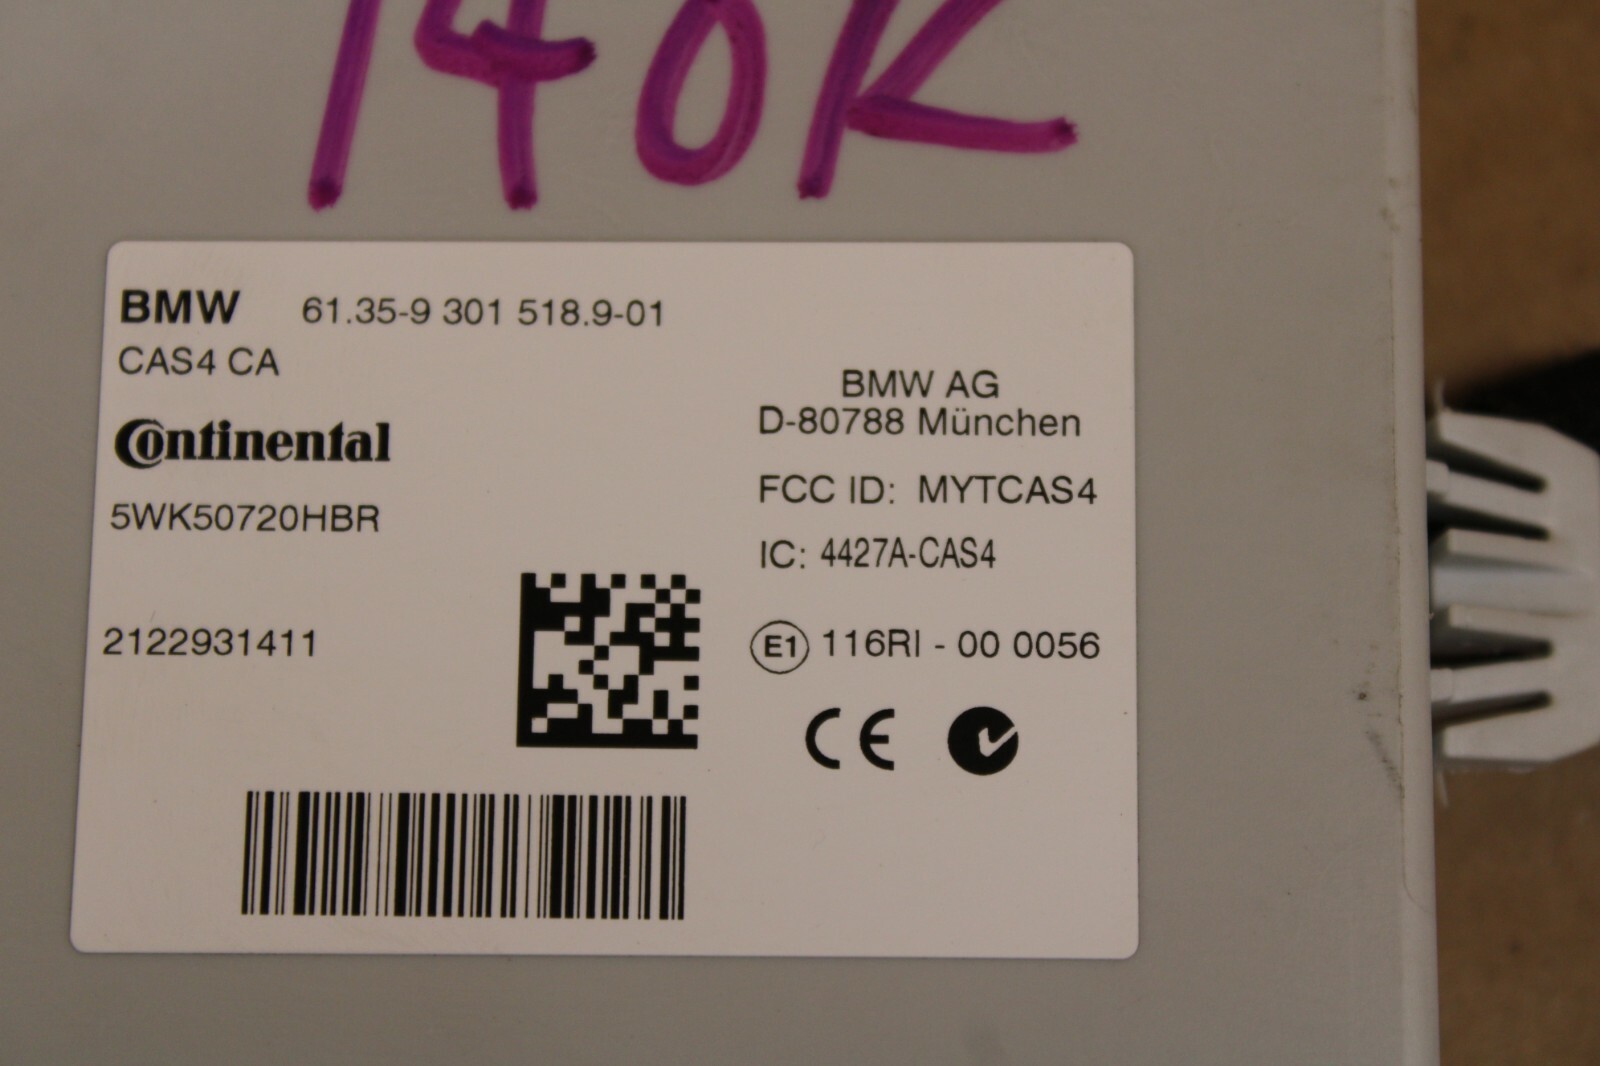 140K
BMW 61.35-9 301 518.9-01
CAS4 CA
Continental
5WK50720HBR
2122931411
BMW AG
D-80788 München
FCC ID: MYTCAS4
IC: 4427A-CAS4
E1 116RI - 00 0056
CE